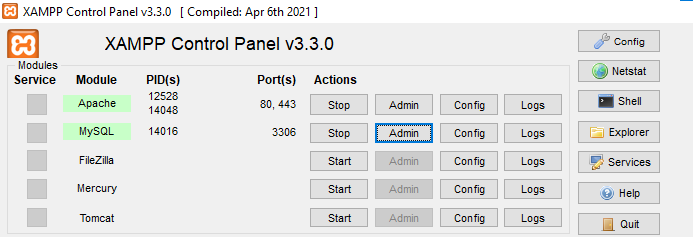 XAMPP Control Panel v3.3.0 [ Compiled: Apr 6th 2021 ]
XAMPP Control Panel v3.3.0
Config
Modules
Service Module PID(s) Port(s) Actions
Netstat
Apache 12528 14048 80, 443 Stop Admin Config Logs
Shell
MySQL 14016 3306 Stop Admin Config Logs
Explorer
FileZilla Start Admin Config Logs
Services
Mercury Start Admin Config Logs
Help
Tomcat Start Admin Config Logs
Quit